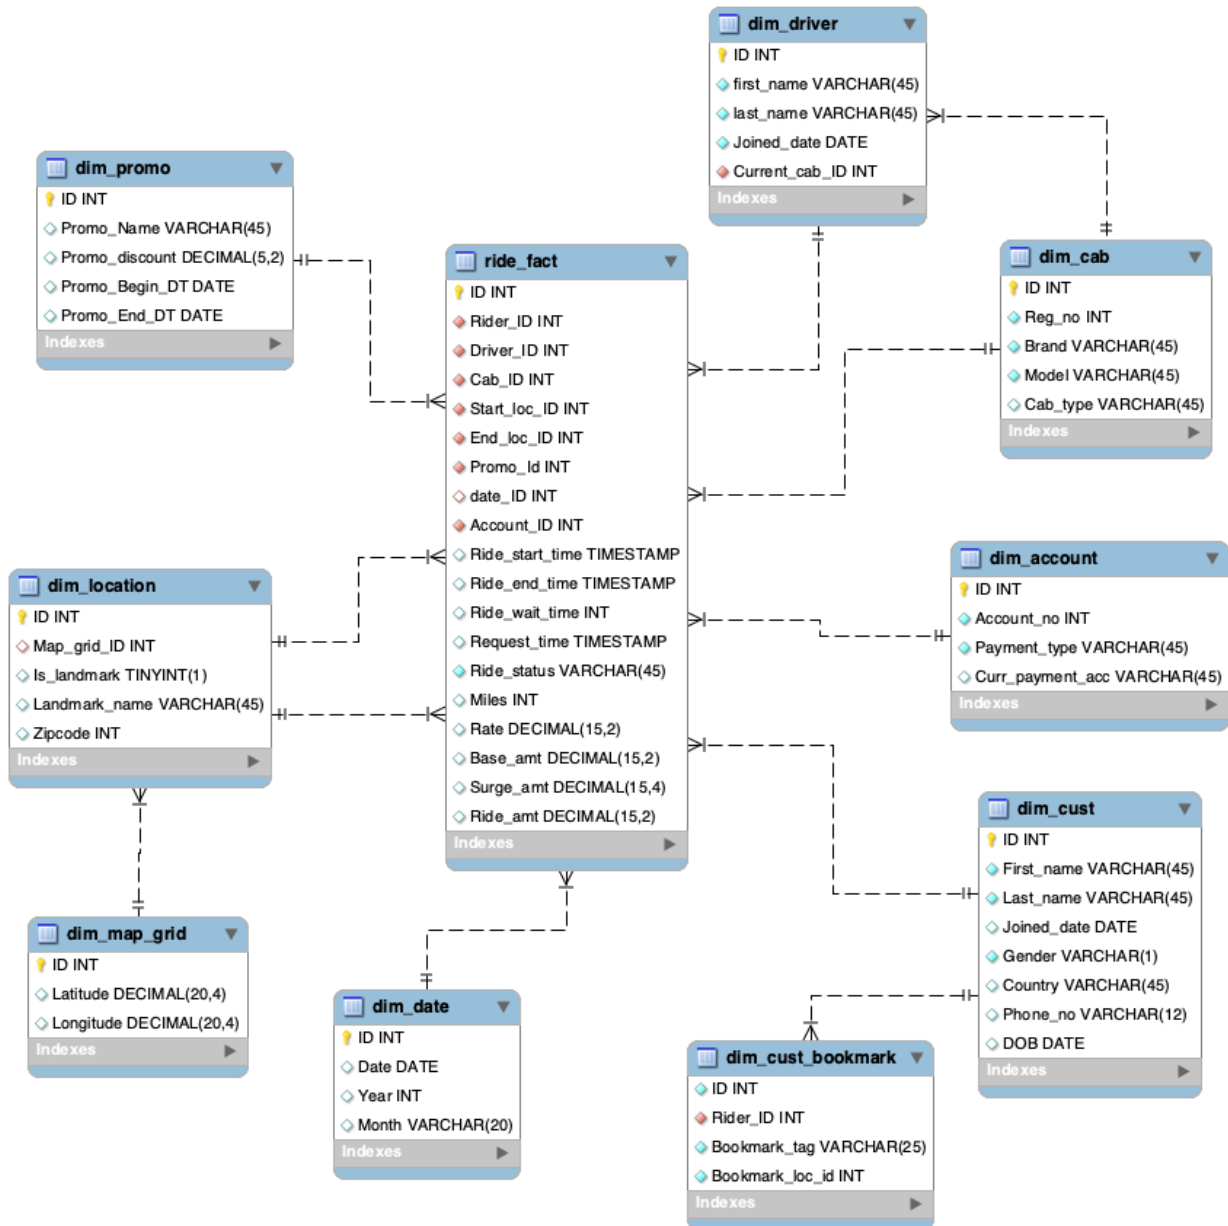 dim_driver
ID INT
first_name VARCHAR(45)
last_name VARCHAR(45)
Joined_date DATE
Current_cab_ID INT
Indexes
dim_promo
ID INT
Promo_Name VARCHAR(45)
Promo_discount DECIMAL(5,2)
Promo_Begin_DT DATE
Promo_End_DT DATE
Indexes
ride_fact
ID INT
Rider_ID INT
Driver_ID INT
Cab_ID INT
Start_loc_ID INT
End_loc_ID INT
Promo_Id INT
date_ID INT
Account_ID INT
Ride_start_time TIMESTAMP
Ride_end_time TIMESTAMP
Ride_wait_time INT
Request_time TIMESTAMP
Ride_status VARCHAR(45)
Miles INT
Rate DECIMAL(15,2)
Base_amt DECIMAL(15,2)
Surge_amt DECIMAL(15,4)
Ride_amt DECIMAL(15,2)
Indexes
dim_cab
ID INT
Reg_no INT
Brand VARCHAR(45)
Model VARCHAR(45)
Cab_type VARCHAR(45)
Indexes
dim_account
ID INT
Account_no INT
Payment_type VARCHAR(45)
Curr_payment_acc VARCHAR(45)
Indexes
dim_location
ID INT
Map_grid_ID INT
Is_landmark TINYINT(1)
Landmark_name VARCHAR(45)
Zipcode INT
Indexes
dim_cust
ID INT
First_name VARCHAR(45)
Last_name VARCHAR(45)
Joined_date DATE
Gender VARCHAR(1)
Country VARCHAR(45)
Phone_no VARCHAR(12)
DOB DATE
Indexes
dim_map_grid
ID INT
Latitude DECIMAL(20,4)
Longitude DECIMAL(20,4)
Indexes
dim_date
ID INT
Date DATE
Year INT
Month VARCHAR(20)
Indexes
dim_cust_bookmark
ID INT
Rider_ID INT
Bookmark_tag VARCHAR(25)
Bookmark_loc_id INT
Indexes